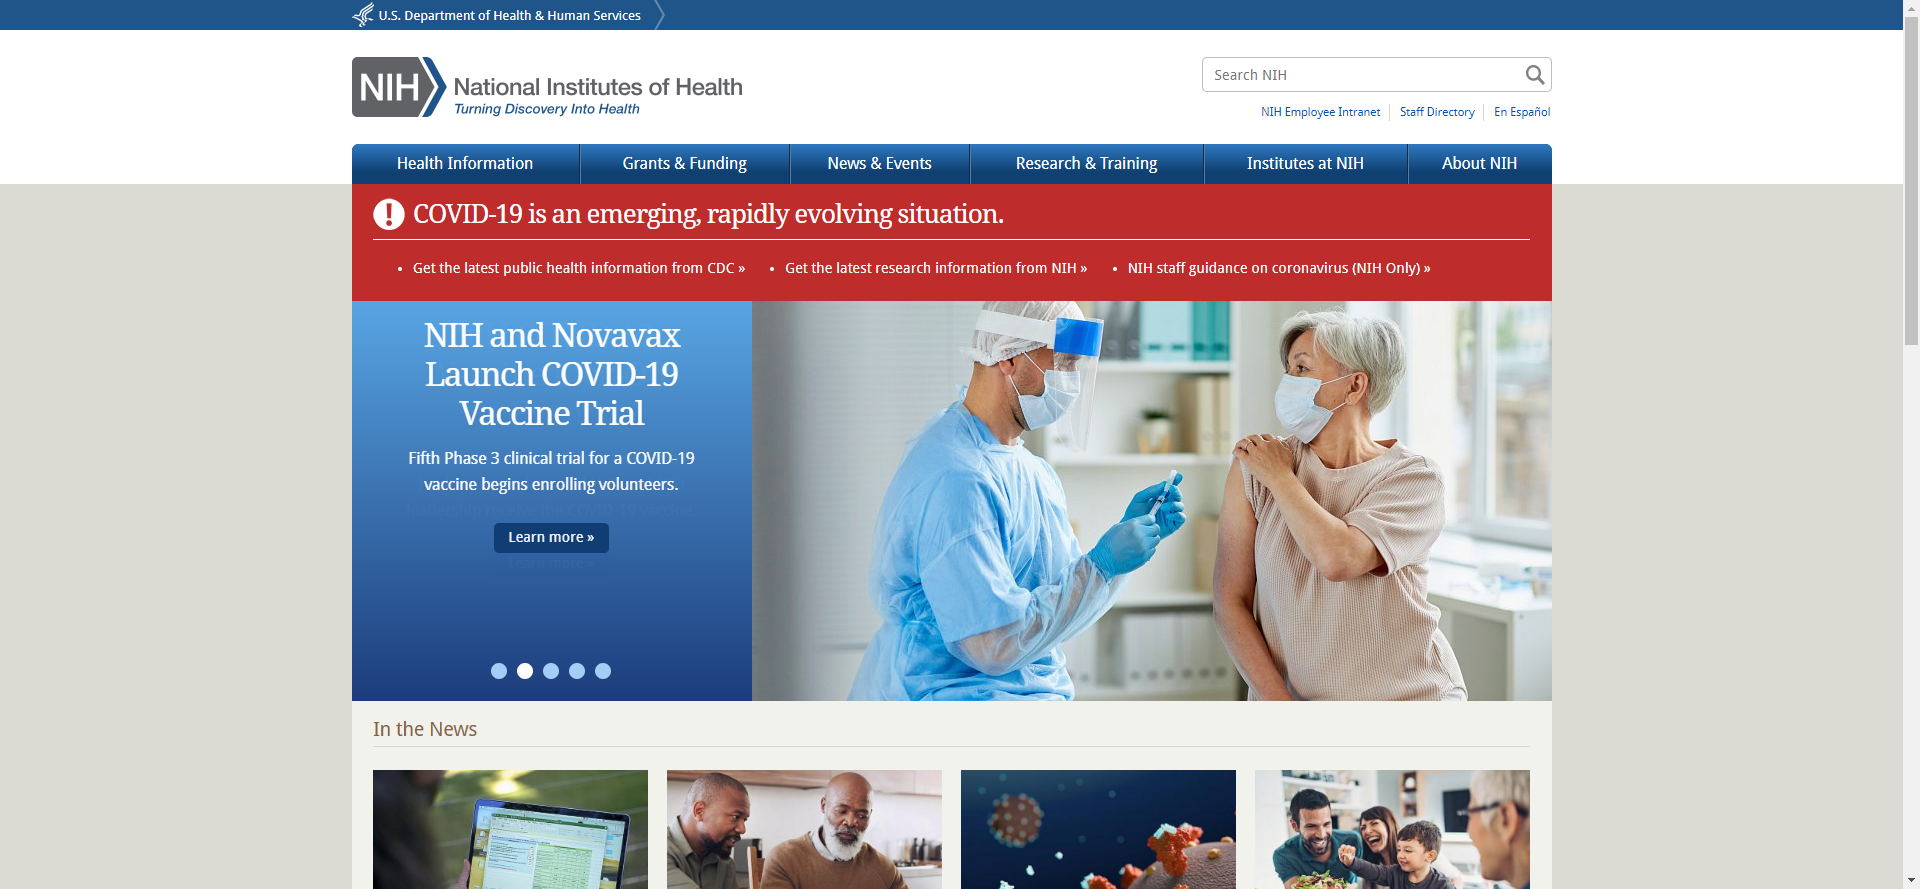 U.S. Department of Health & Human Services
NIH
National Institutes of Health
Turning Discovery Into Health
Search NIH
NIH Employee Intranet
Staff Directory
En Español
Health Information
Grants & Funding
News & Events
Research & Training
Institutes at NIH
About NIH
COVID-19 is an emerging, rapidly evolving situation.
• Get the latest public health information from CDC »
• Get the latest research information from NIH »
• NIH staff guidance on coronavirus (NIH Only) »
NIH and Novavax
Launch COVID-19
Vaccine Trial
Fifth Phase 3 clinical trial for a COVID-19
vaccine begins enrolling volunteers.
Learn more »
Learn more »
In the News